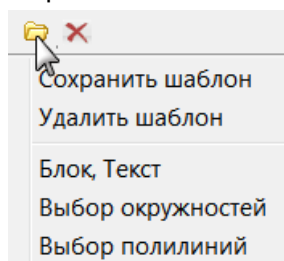 Сохранить шаблон
Удалить шаблон
Блок, Текст
Выбор окружностей
Выбор полилиний